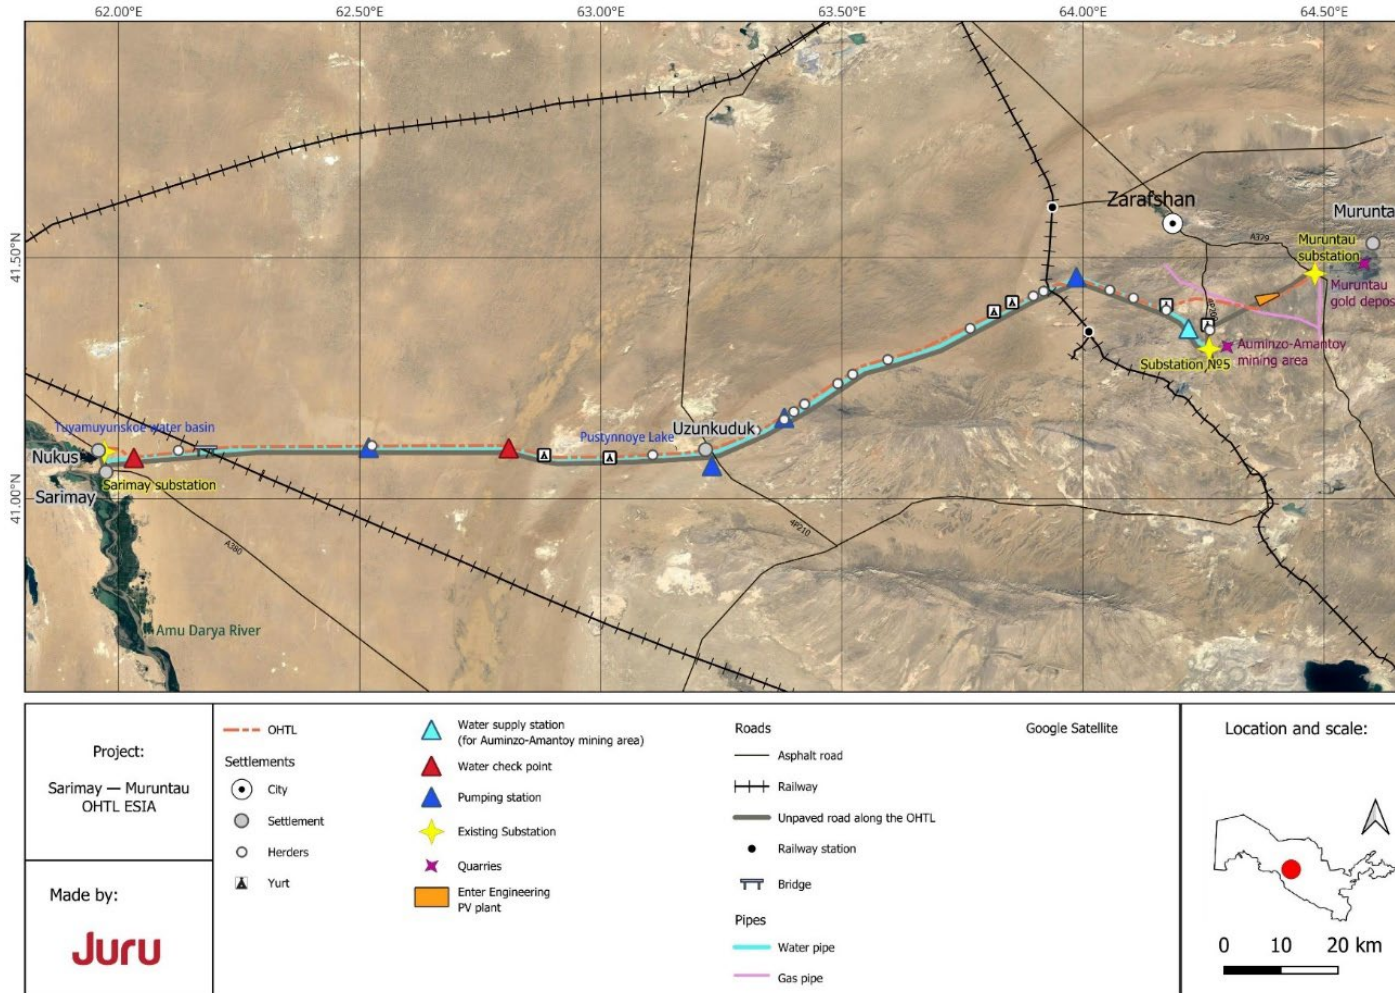 62.00°E
62.50°E
63.00°E
63.50°E
64.00°E
64.50°E
41.50°N
41.00°N
Zarafshan
Murunta
A379
Muruntau
substation
Muruntau
gold depos
Auminzo-Amantoy
mining area
Substation №5
Uzunkuduk
Pustynnoye Lake
Tuyamuyunskoe water basin
Nukus
Sarimay substation
Sarimay
A380
4P210
Amu Darya River
Project:
Sarimay — Muruntau
OHTL ESIA
Made by:
Juru
OHTL
Settlements
City
Settlement
Herders
Yurt
Water supply station
(for Auminzo-Amantoy mining area)
Water check point
Pumping station
Existing Substation
Quarries
Enter Engineering
PV plant
Roads
Asphalt road
Railway
Unpaved road along the OHTL
Railway station
Bridge
Pipes
Water pipe
Gas pipe
Google Satellite
Location and scale:
0 10 20 km